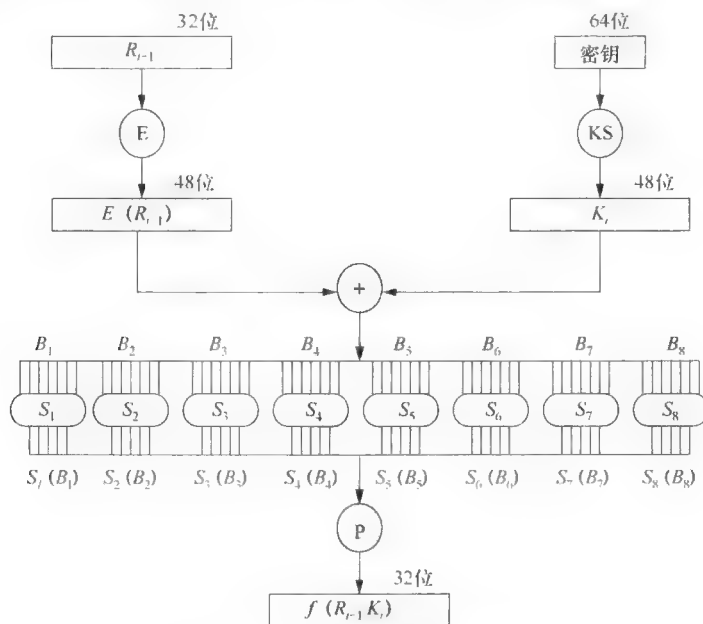 32位
64位
R_{i-1}
密钥
E
KS
48位
48位
E (R_{i-1})
K_i
+
B_1 B_2 B_3 B_4 B_5 B_6 B_7 B_8
S_1 S_2 S_3 S_4 S_5 S_6 S_7 S_8
S_1 (B_1) S_2 (B_2) S_3 (B_3) S_4 (B_4) S_5 (B_5) S_6 (B_6) S_7 (B_7) S_8 (B_8)
P
32位
f (R_{i-1} K_i)